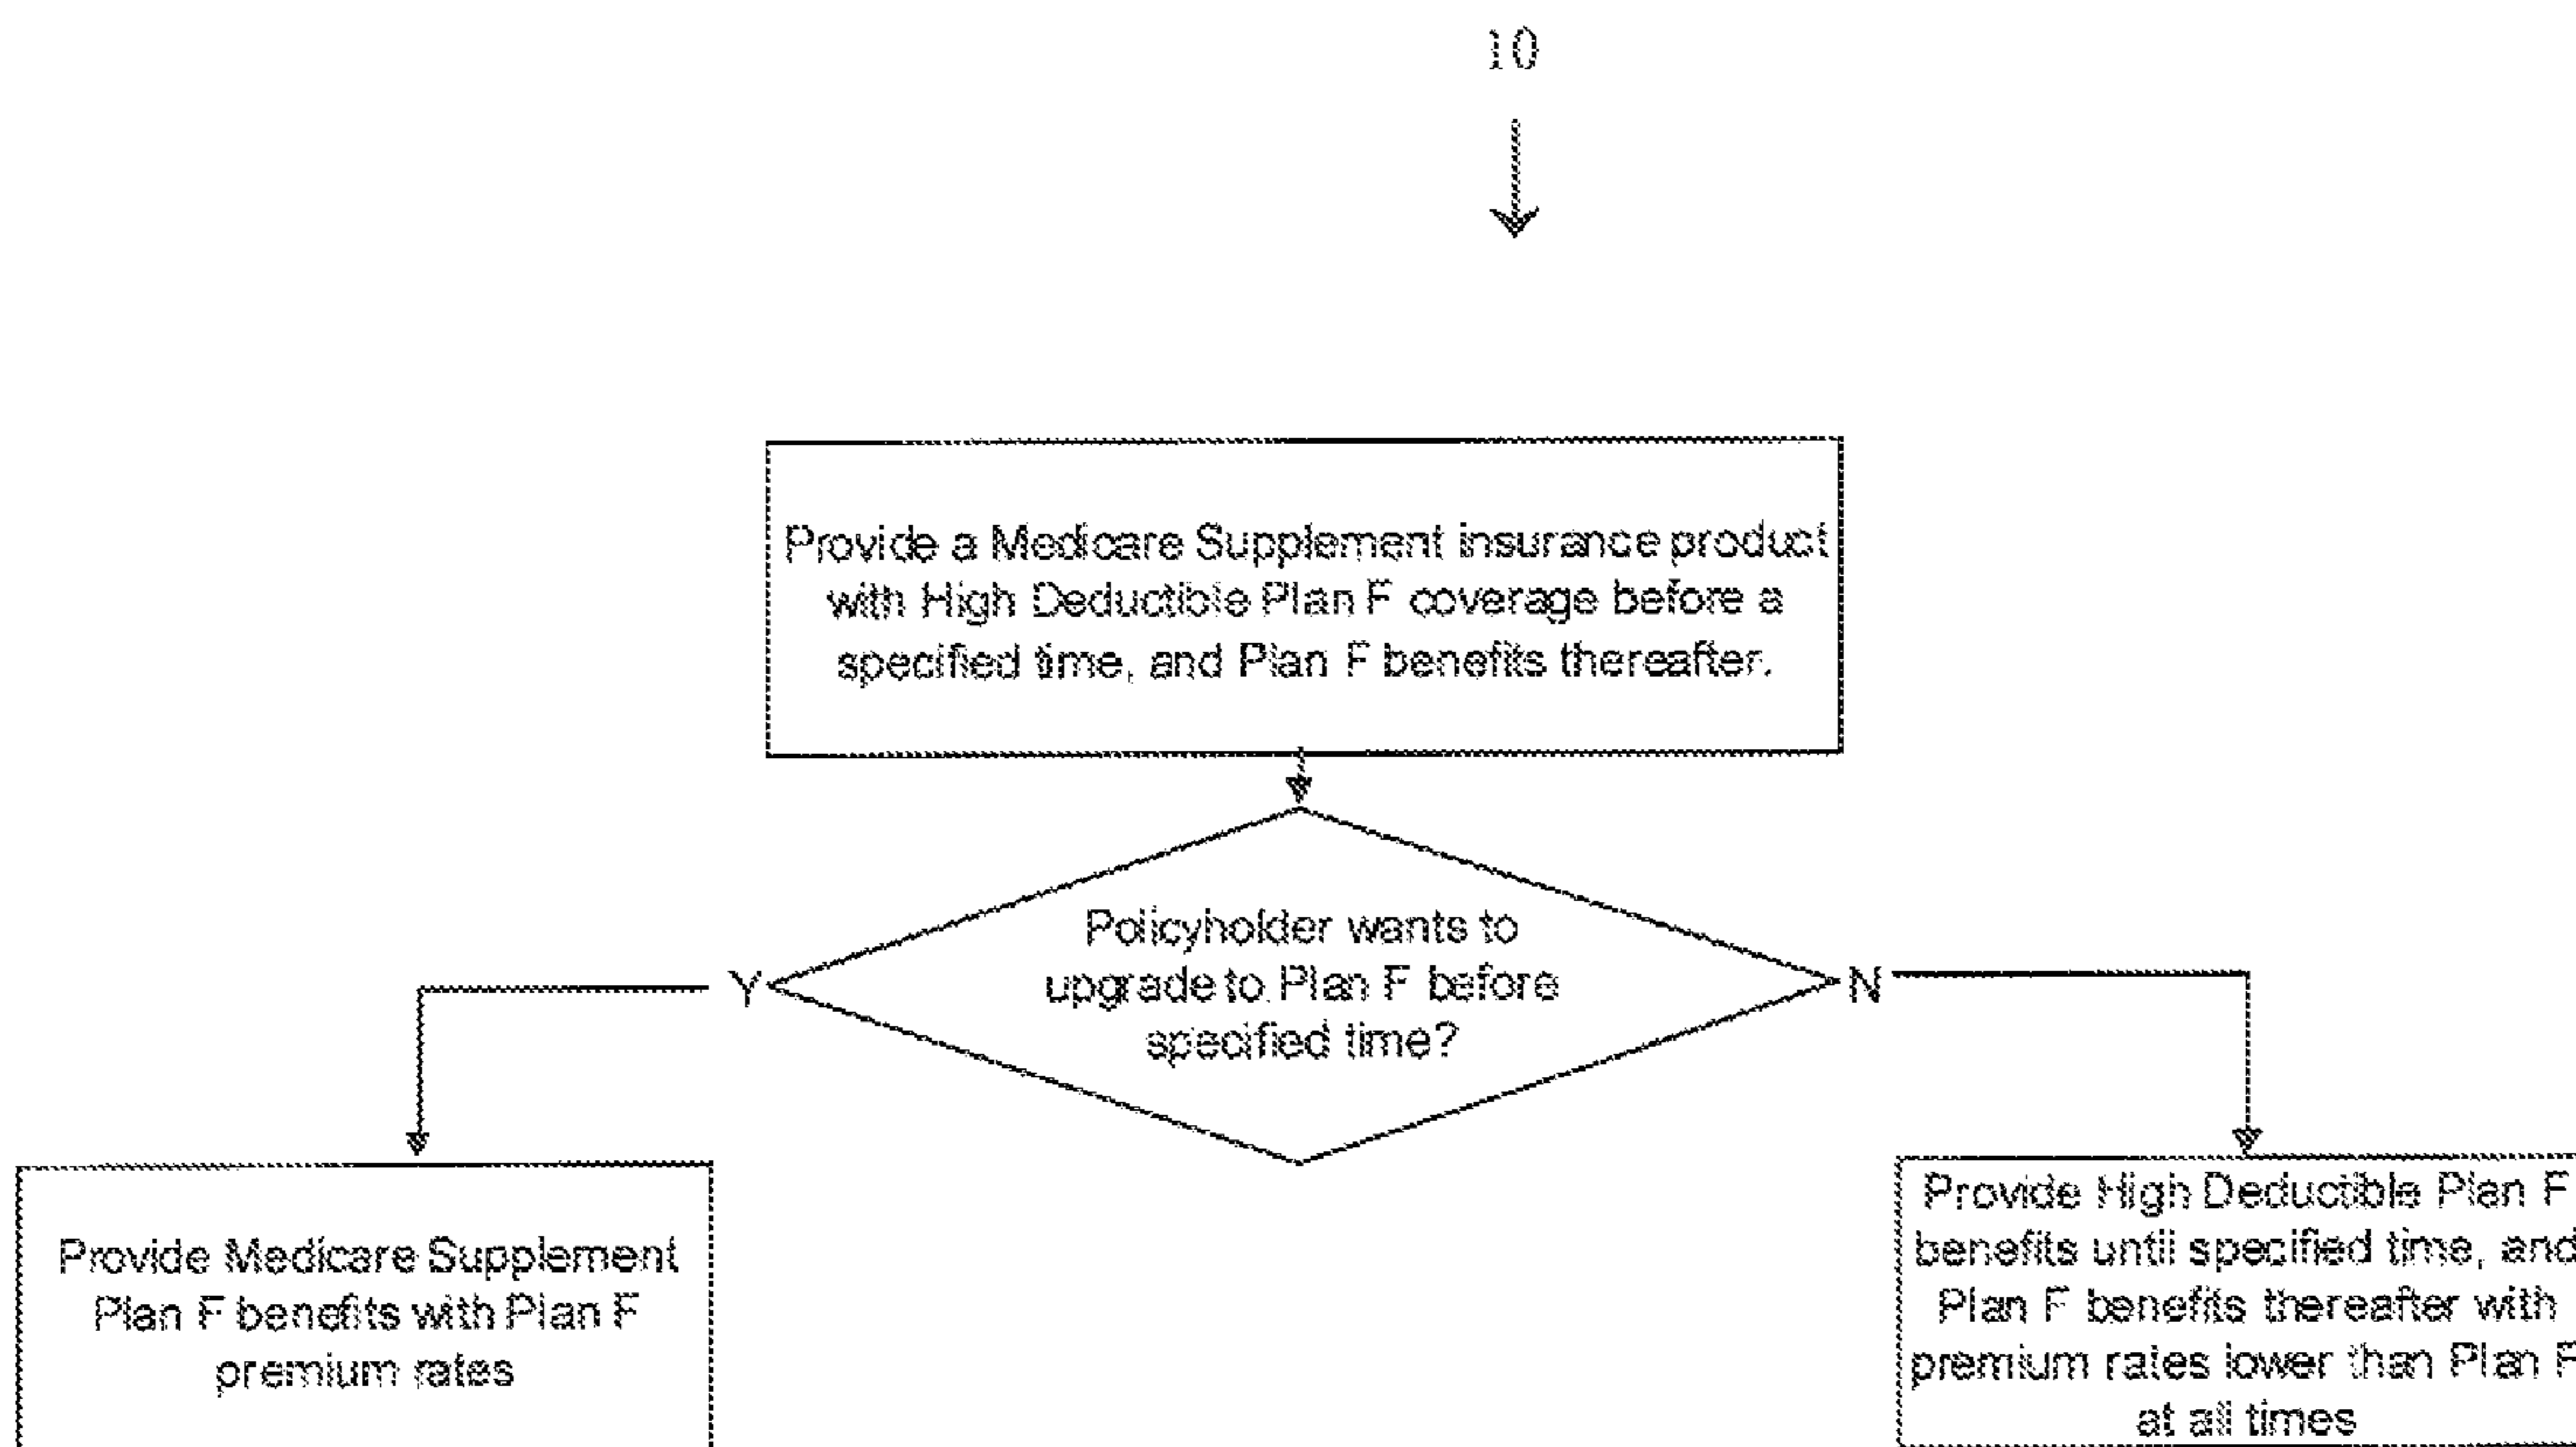 10
Provide a Medicare Supplement insurance product
with High Deductible Plan F coverage before a
specified time, and Plan F benefits thereafter.
Policyholder wants to
upgrade to Plan F before
specified time?
Y
N
Provide Medicare Supplement
Plan F benefits with Plan F
premium rates
Provide High Deductible Plan F
benefits until specified time, and
Plan F benefits thereafter with
premium rates lower than Plan F
at all times